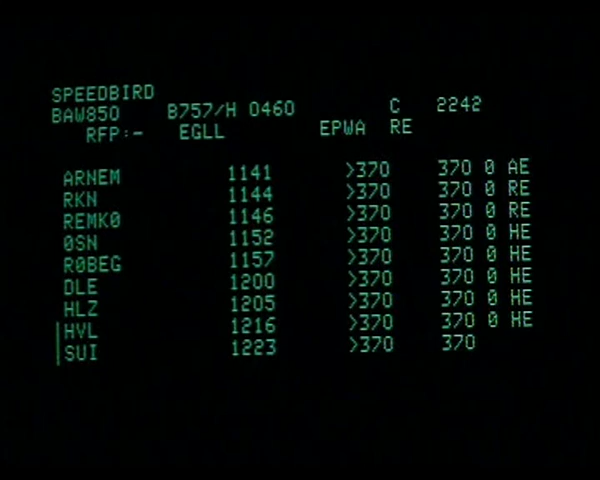 SPEEDBIRD
BAW850 B757/H 0460 C 2242
RFP:- EGLL EPWA RE
ARNEM 1141 >370 370 0 AE
RKN 1144 >370 370 0 RE
REMK0 1146 >370 370 0 RE
0SN 1152 >370 370 0 HE
R0BEG 1157 >370 370 0 HE
DLE 1200 >370 370 0 HE
HLZ 1205 >370 370 0 HE
HVL 1216 >370 370 0 HE
SUI 1223 >370 370